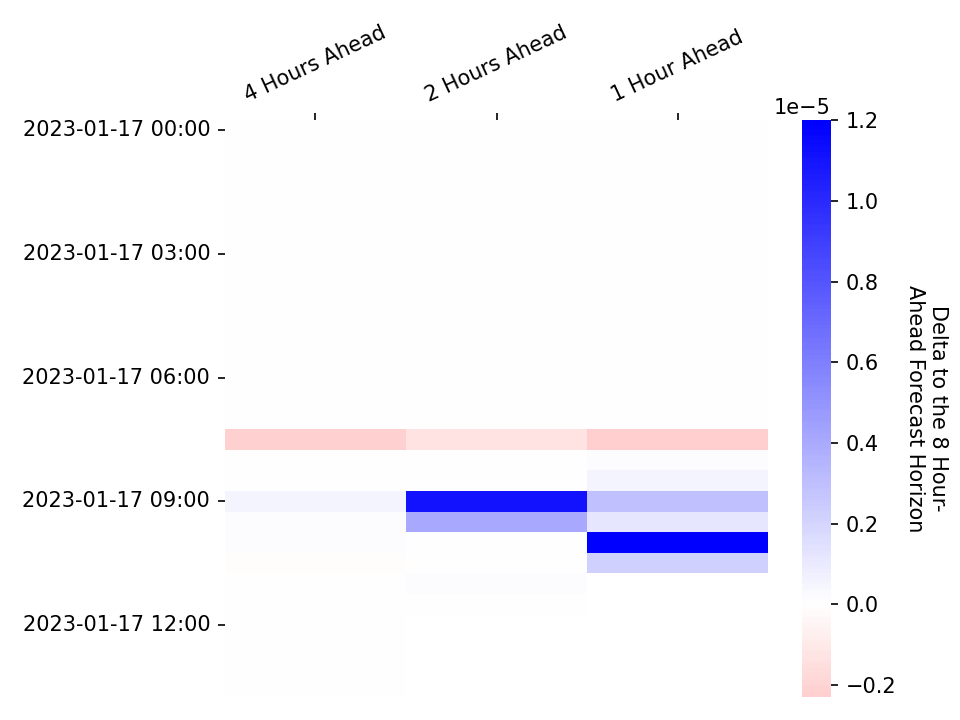 4 Hours Ahead
2 Hours Ahead
1 Hour Ahead
2023-01-17 00:00
2023-01-17 03:00
2023-01-17 06:00
2023-01-17 09:00
2023-01-17 12:00
1e−5
1.2
1.0
0.8
0.6
0.4
0.2
0.0
−0.2
Delta to the 8 Hour-
Ahead Forecast Horizon